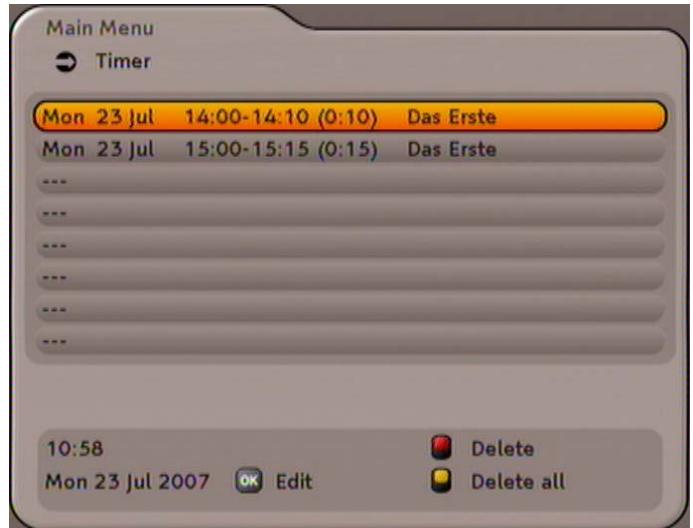 Main Menu
Timer
Mon 23 Jul 14:00-14:10 (0:10) Das Erste
Mon 23 Jul 15:00-15:15 (0:15) Das Erste
---
---
---
---
---
---
10:58 Delete
Mon 23 Jul 2007 OK Edit Delete all